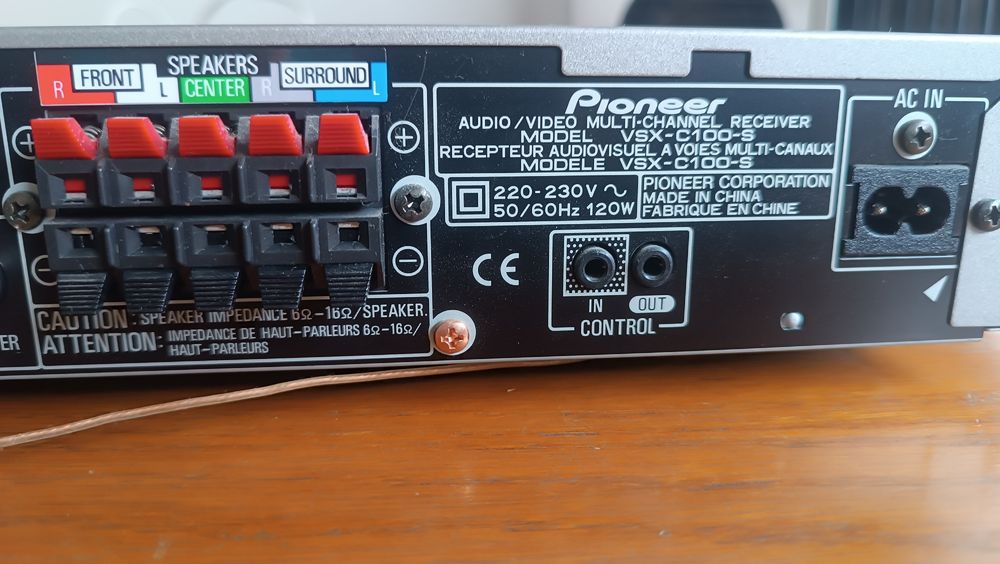 SPEAKERS
FRONT
SURROUND
R
L
CENTER
R
L
+
-
CAUTION : SPEAKER IMPEDANCE 6Ω-16Ω/SPEAKER.
ATTENTION: IMPEDANCE DE HAUT-PARLEURS 6Ω-16Ω/
HAUT-PARLEURS
ER
Pioneer
AUDIO/VIDEO MULTI-CHANNEL RECEIVER
MODEL VSX-C100-S
RECEPTEUR AUDIOVISUEL A VOIES MULTI-CANAUX
MODELE VSX-C100-S
220-230V ~
50/60Hz 120W
PIONEER CORPORATION
MADE IN CHINA
FABRIQUE EN CHINE
CE
IN
OUT
CONTROL
AC IN